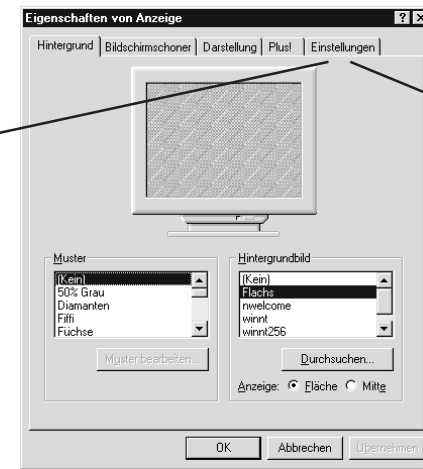 Eigenschaften von Anzeige
Hintergrund Bildschirmschoner Darstellung Plus! Einstellungen
Muster
(Kein)
50% Grau
Diamanten
Fiffi
Füchse
Muster bearbeiten...
Hintergrundbild
(Kein)
Flachs
nwelcome
winnt
winnt256
Durchsuchen...
Anzeige: Fläche Mitte
OK Abbrechen Übernehmen